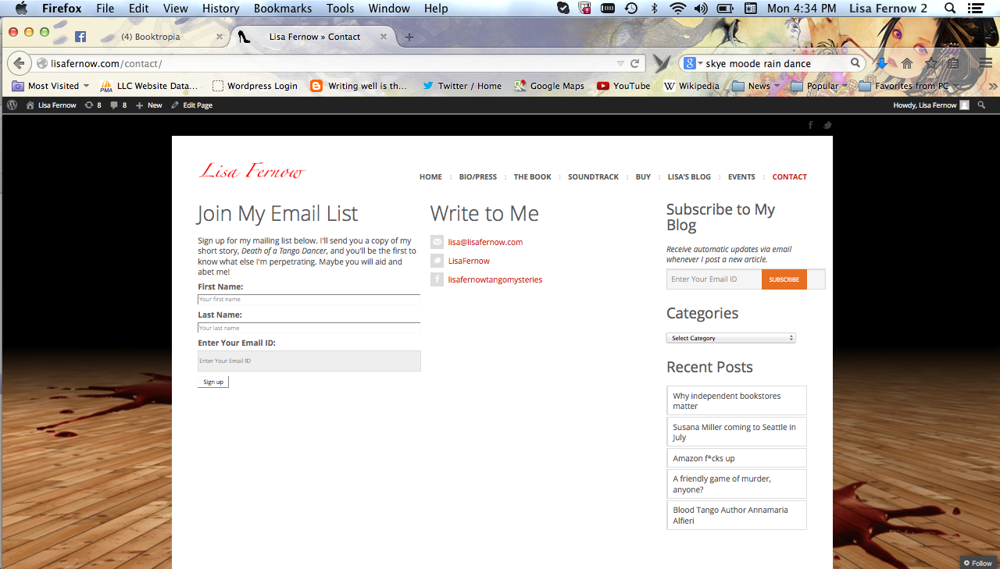 Firefox File Edit View History Bookmarks Tools Window Help Mon 4:34 PM Lisa Fernow 2
(4) Booktropia
Lisa Fernow » Contact
lisafernow.com/contact/
skye moode rain dance
Most Visited LLC Website Data... Wordpress Login Writing well is th... Twitter / Home Google Maps YouTube Wikipedia News Popular Favorites from PC
Lisa Fernow 8 8 New Edit Page Howdy, Lisa Fernow
Lisa Fernow
HOME : BIO/PRESS : THE BOOK : SOUNDTRACK : BUY : LISA'S BLOG : EVENTS : CONTACT
Join My Email List
Sign up for my mailing list below. I'll send you a copy of my
short story, Death of a Tango Dancer, and you'll be the first to
know what else I'm perpetrating. Maybe you will aid and
abet me!
First Name:
Your first name
Last Name:
Your last name
Enter Your Email ID:
Enter Your Email ID
Sign up
Write to Me
lisa@lisafernow.com
LisaFernow
lisafernowtangomysteries
Subscribe to My
Blog
Receive automatic updates via email
whenever I post a new article.
Enter Your Email ID SUBSCRIBE
Categories
Select Category
Recent Posts
Why independent bookstores
matter
Susana Miller coming to Seattle in
July
Amazon f*cks up
A friendly game of murder,
anyone?
Blood Tango Author Annamaria
Alfieri
Follow